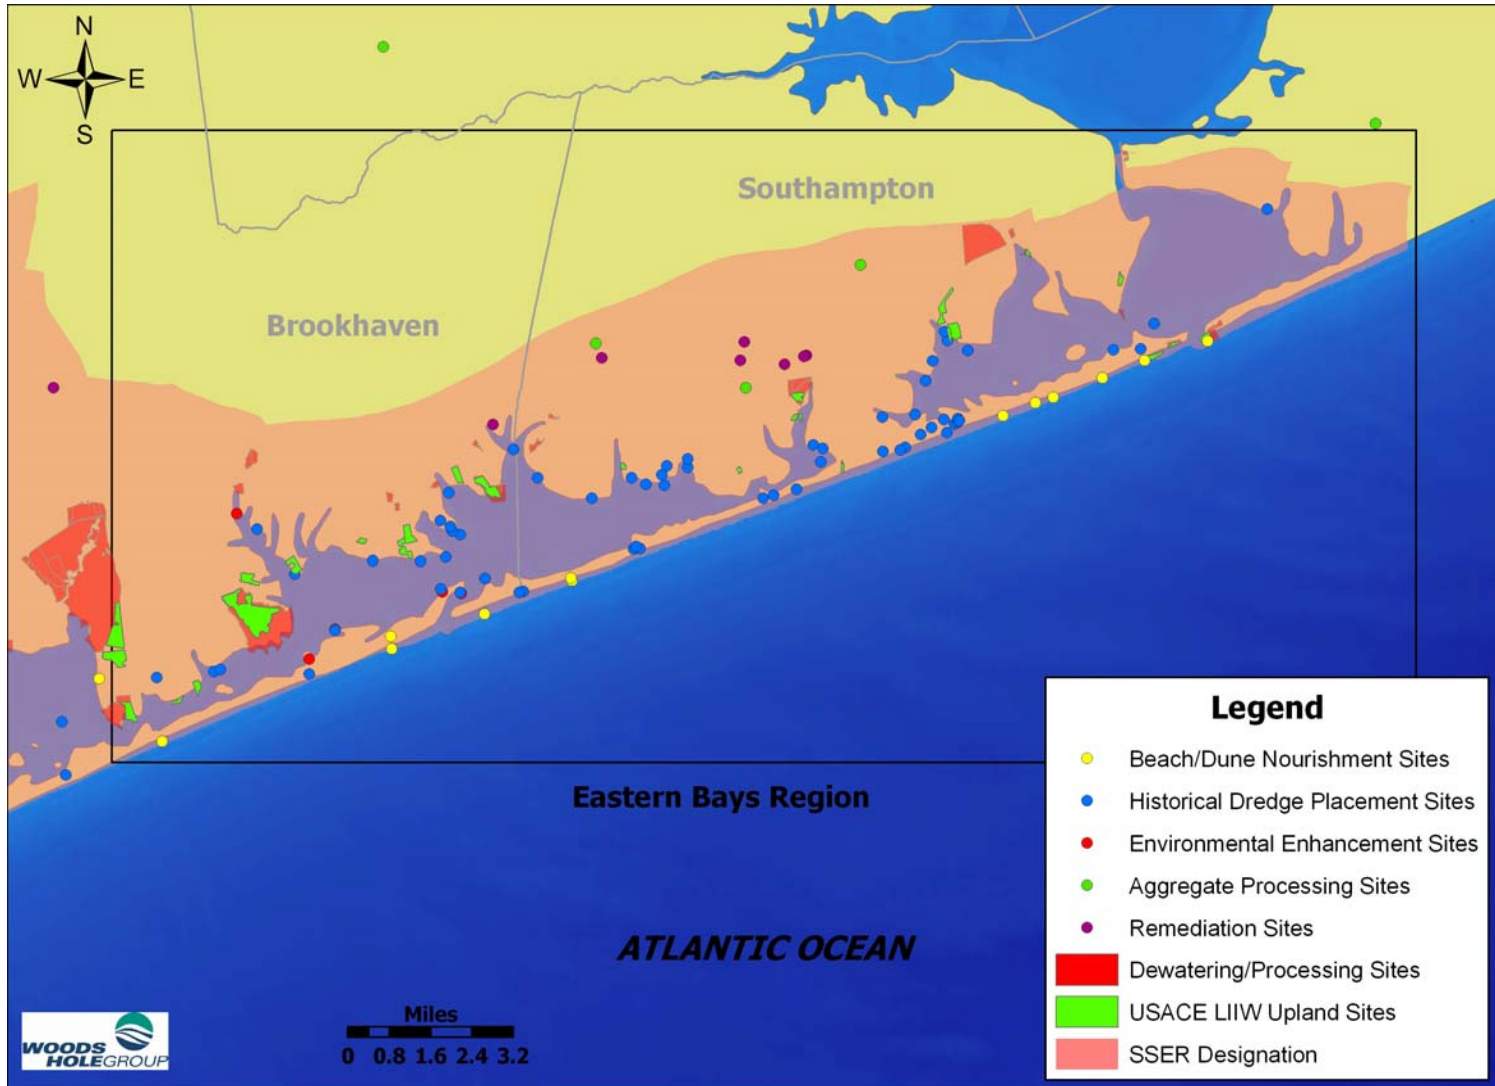 N
W E
S
Southampton
Brookhaven
Eastern Bays Region
ATLANTIC OCEAN
Miles
0 0.8 1.6 2.4 3.2
WOODS
HOLEGROUP
Legend
Beach/Dune Nourishment Sites
Historical Dredge Placement Sites
Environmental Enhancement Sites
Aggregate Processing Sites
Remediation Sites
Dewatering/Processing Sites
USACE LIIW Upland Sites
SSER Designation